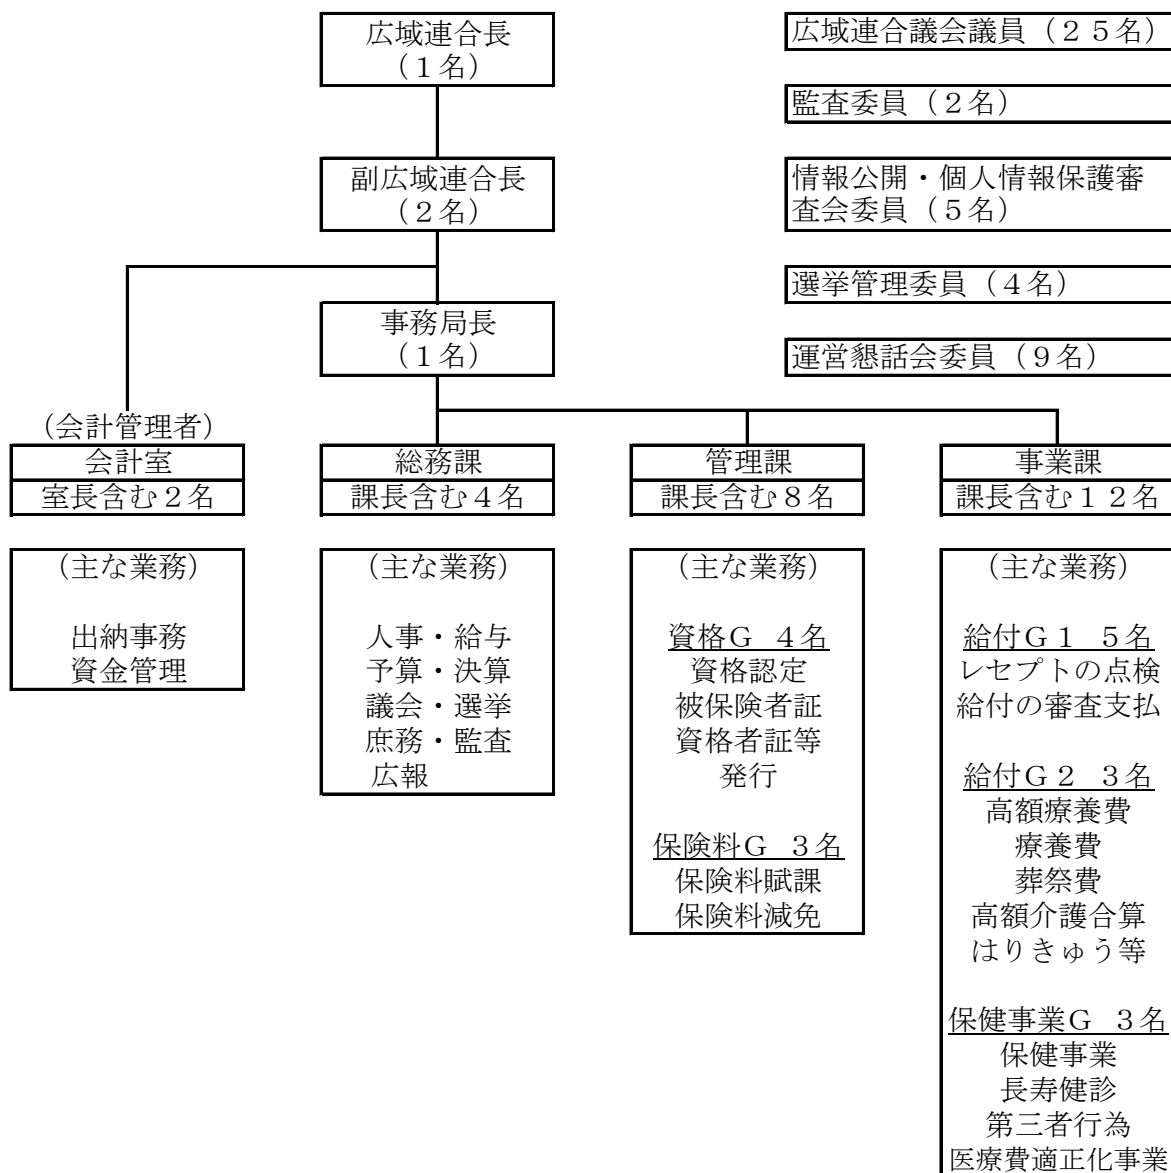 広域連合長
（１名）
広域連合議会議員（２５名）
監査委員（２名）
副広域連合長
（２名）
情報公開・個人情報保護審
査会委員（５名）
選挙管理委員（４名）
事務局長
（１名）
運営懇話会委員（９名）
(会計管理者)
会計室
室長含む２名
総務課
課長含む４名
管理課
課長含む８名
事業課
課長含む１２名
（主な業務）
出納事務
資金管理
（主な業務）
人事・給与
予算・決算
議会・選挙
庶務・監査
広報
（主な業務）
資格Ｇ　４名
資格認定
被保険者証
資格者証等
発行
保険料Ｇ　３名
保険料賦課
保険料減免
（主な業務）
給付Ｇ１　５名
レセプトの点検
給付の審査支払
給付Ｇ２　３名
高額療養費
療養費
葬祭費
高額介護合算
はりきゅう等
保健事業Ｇ　３名
保健事業
長寿健診
第三者行為
医療費適正化事業